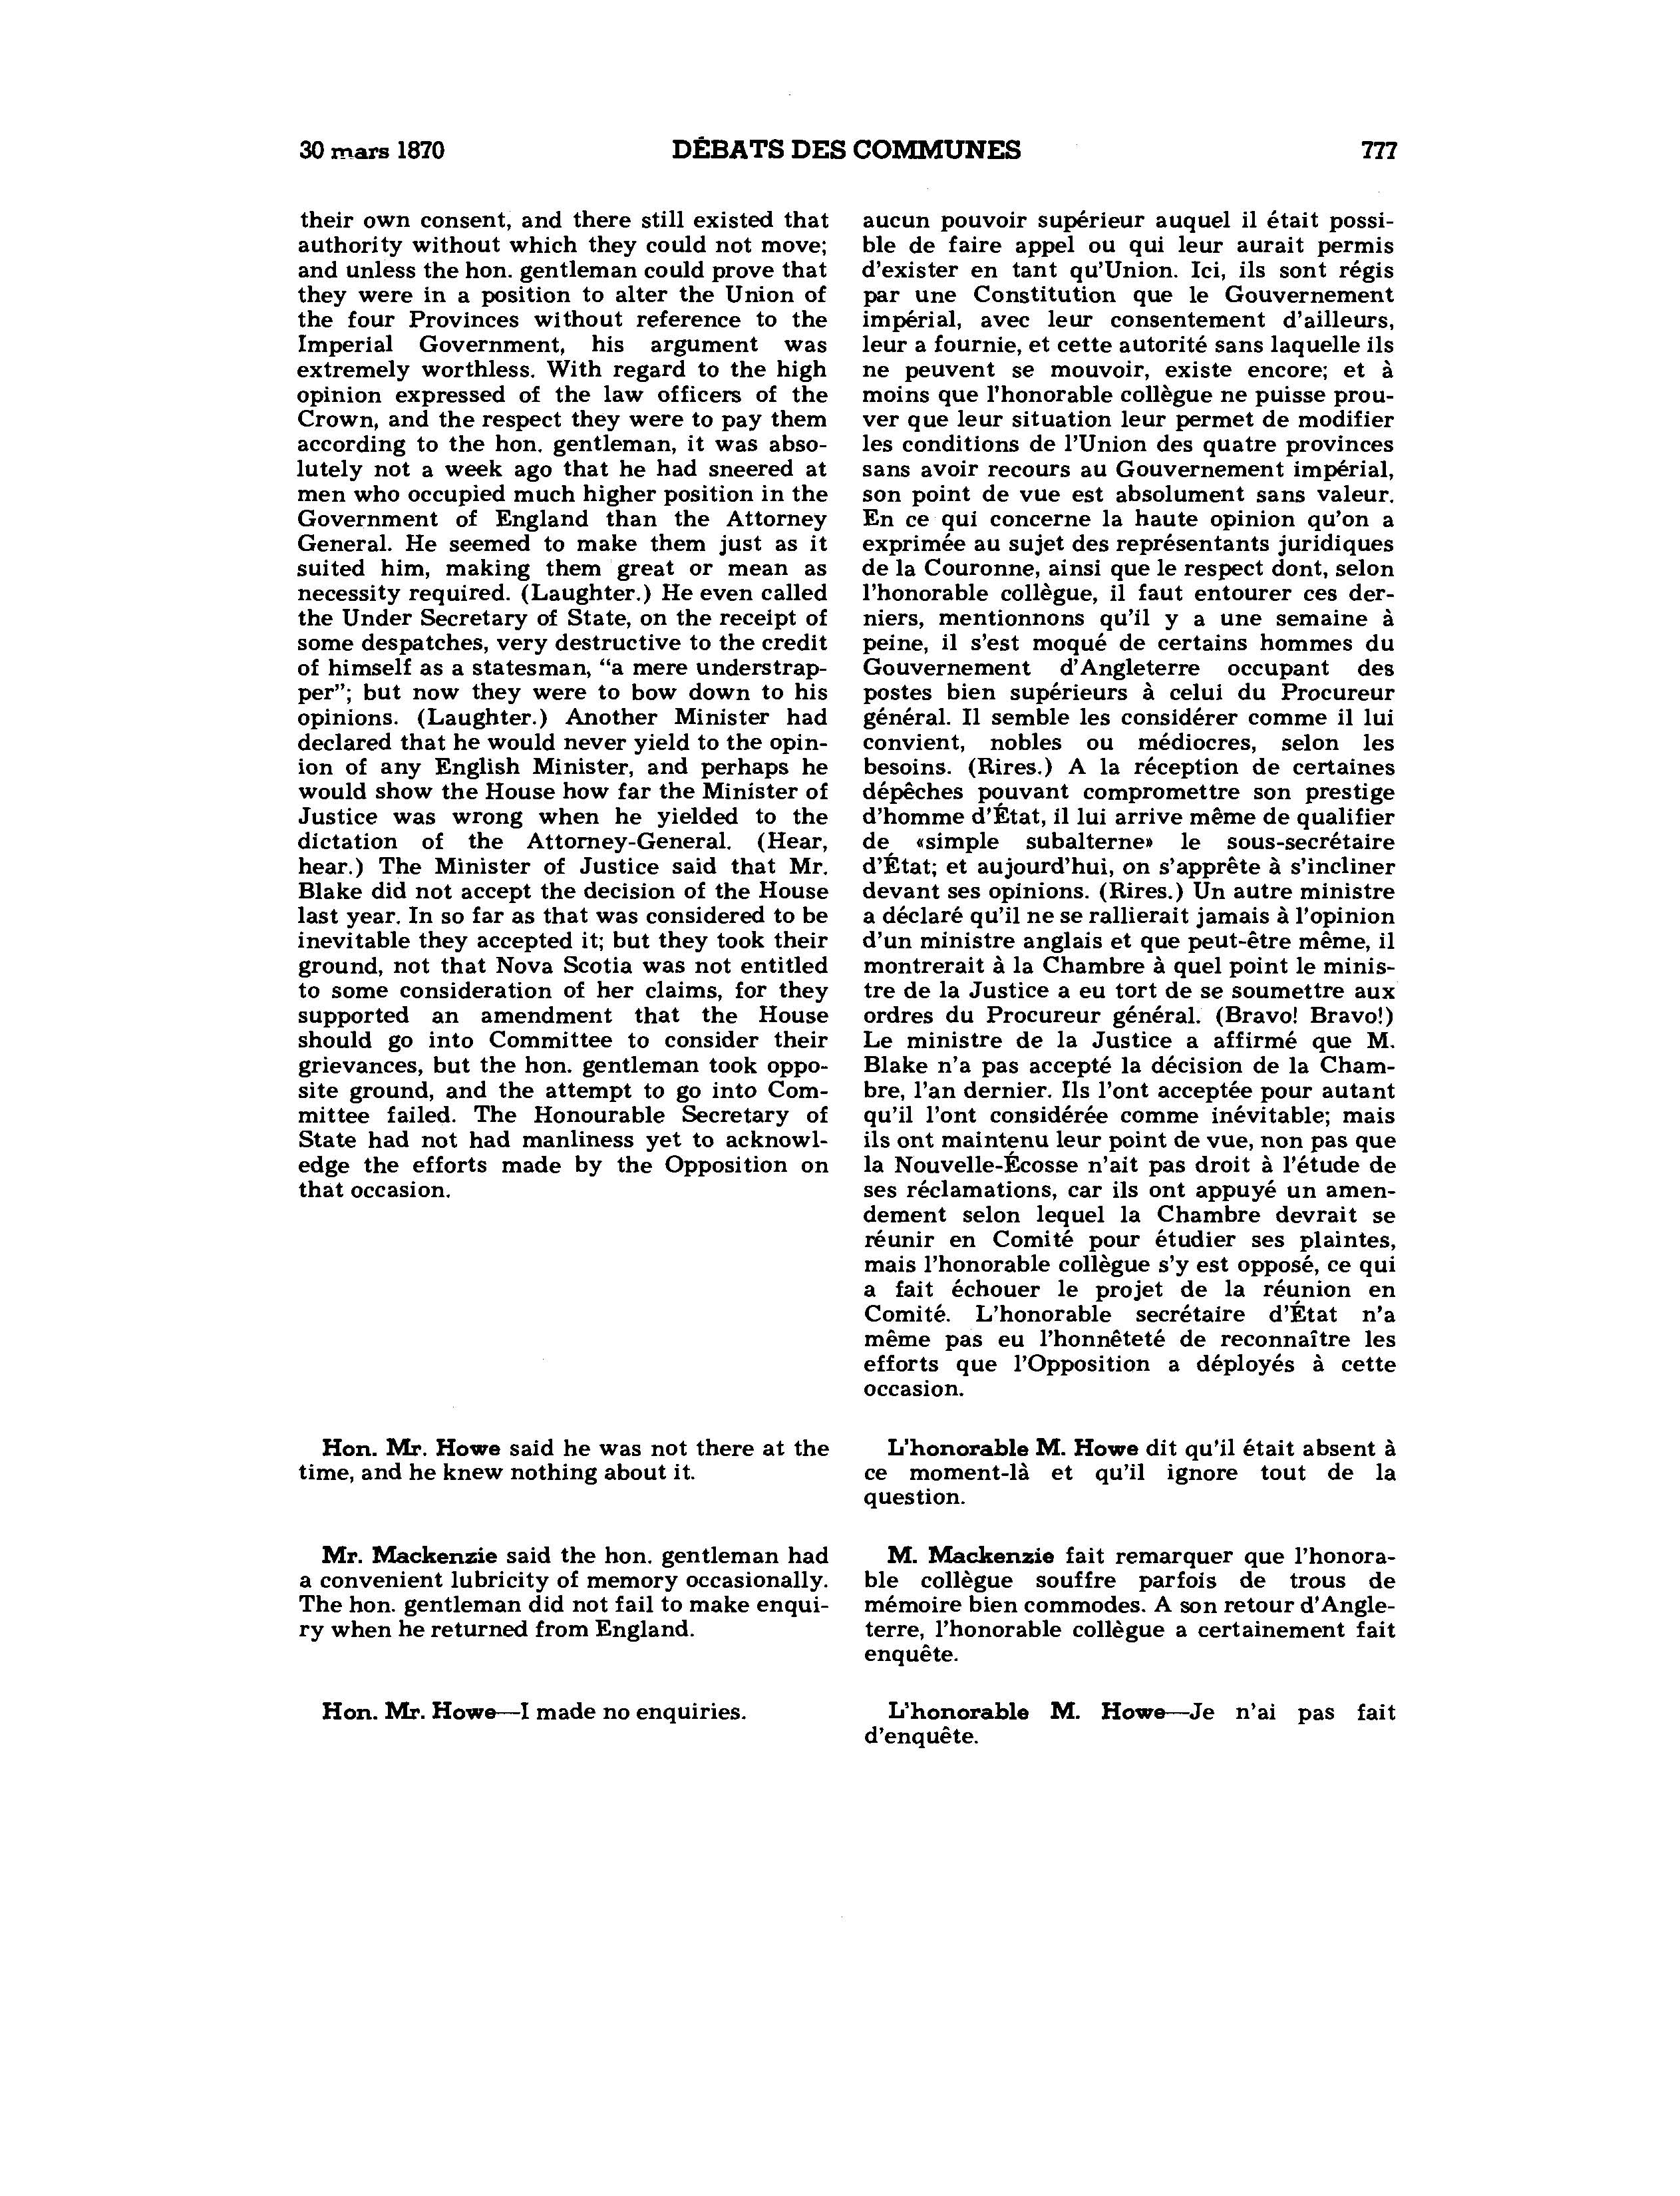 30 mars 1870 DÉBATS DES COMMUNES 777
their own consent, and there still existed that
authority without which they could not move;
and unless the hon. gentleman could prove that
they were in a position to alter the Union of
the four Provinces without reference to the
Imperial Government, his argument was
extremely worthless. With regard to the high
opinion expressed of the law officers of the
Crown, and the respect they were to pay them
according to the hon. gentleman, it was abso-
lutely not a week ago that he had sneered at
men who occupied much higher position in the
Government of England than the Attorney
General. He seemed to make them just as it
suited him, making them great or mean as
necessity required. (Laughter.) He even called
the Under Secretary of State, on the receipt of
some despatches, very destructive to the credit
of himself as a statesman, “a mere understrap-
per”; but now they were to bow down to his
opinions. (Laughter.) Another Minister had
declared that he would never yield to the opin-
ion of any English Minister, and perhaps he
would show the House how far the Minister of
Justice was wrong when he yielded to the
dictation of the Attorney-General. (Hear,
hear.) The Minister of Justice said that Mr.
Blake did not accept the decision of the House
last year. In so far as that was considered to be
inevitable they accepted it; but they took their
ground, not that Nova Scotia was not entitled
to some consideration of her claims, for they
supported an amendment that the House
should go into Committee to consider their
grievances, but the hon. gentleman took oppo-
site ground, and the attempt to go into Com-
mittee failed. The Honourable Secretary of
State had not had manliness yet to acknowl-
edge the efforts made by the Opposition on
that occasion.
Hon. Mr. Howe said he was not there at the
time, and he knew nothing about it.
Mr. Mackenzie said the hon. gentleman had
a convenient lubricity of memory occasionally.
The hon. gentleman did not fail to make enqui-
ry when he returned from England.
Hon. Mr. Howe—I made no enquiries.
aucun pouvoir supérieur auquel il était possi-
ble de faire appel ou qui leur aurait permis
d'exister en tant qu'Union. Ici, ils sont régis
par une Constitution que le Gouvernement
impérial, avec leur consentement d'ailleurs,
leur a fournie, et cette autorité sans laquelle ils
ne peuvent se mouvoir, existe encore; et à
moins que l'honorable collègue ne puisse prou-
ver que leur situation leur permet de modifier
les conditions de l'Union des quatre provinces
sans avoir recours au Gouvernement impérial,
son point de vue est absolument sans valeur.
En ce qui concerne la haute opinion qu'on a
exprimée au sujet des représentants juridiques
de la Couronne, ainsi que le respect dont, selon
l'honorable collègue, il faut entourer ces der-
niers, mentionnons qu'il y a une semaine à
peine, il s'est moqué de certains hommes du
Gouvernement d'Angleterre occupant des
postes bien supérieurs à celui du Procureur
général. Il semble les considérer comme il lui
convient, nobles ou médiocres, selon les
besoins. (Rires.) A la réception de certaines
dépêches pouvant compromettre son prestige
d'homme d'État, il lui arrive même de qualifier
de «simple subalterne» le sous-secrétaire
d'État; et aujourd'hui, on s'apprête à s'incliner
devant ses opinions. (Rires.) Un autre ministre
a déclaré qu'il ne se rallierait jamais à l'opinion
d'un ministre anglais et que peut-être même, il
montrerait à la Chambre à quel point le minis-
tre de la Justice a eu tort de se soumettre aux
ordres du Procureur général. (Bravo! Bravo!)
Le ministre de la Justice a affirmé que M.
Blake n'a pas accepté la décision de la Cham-
bre, l'an dernier. Ils l'ont acceptée pour autant
qu'il l'ont considérée comme inévitable; mais
ils ont maintenu leur point de vue, non pas que
la Nouvelle-Écosse n'ait pas droit à l'étude de
ses réclamations, car ils ont appuyé un amen-
dement selon lequel la Chambre devrait se
réunir en Comité pour étudier ses plaintes,
mais l'honorable collègue s'y est opposé, ce qui
a fait échouer le projet de la réunion en
Comité. L'honorable secrétaire d'État n'a
même pas eu l'honnêteté de reconnaître les
efforts que l'Opposition a déployés à cette
occasion.
L'honorable M. Howe dit qu'il était absent à
ce moment-là et qu'il ignore tout de la
question.
M. Mackenzie fait remarquer que l'honora-
ble collègue souffre parfois de trous de
mémoire bien commodes. A son retour d'Angle-
terre, l'honorable collègue a certainement fait
enquête.
L'honorable M. Howe—Je n'ai pas fait
d'enquête.